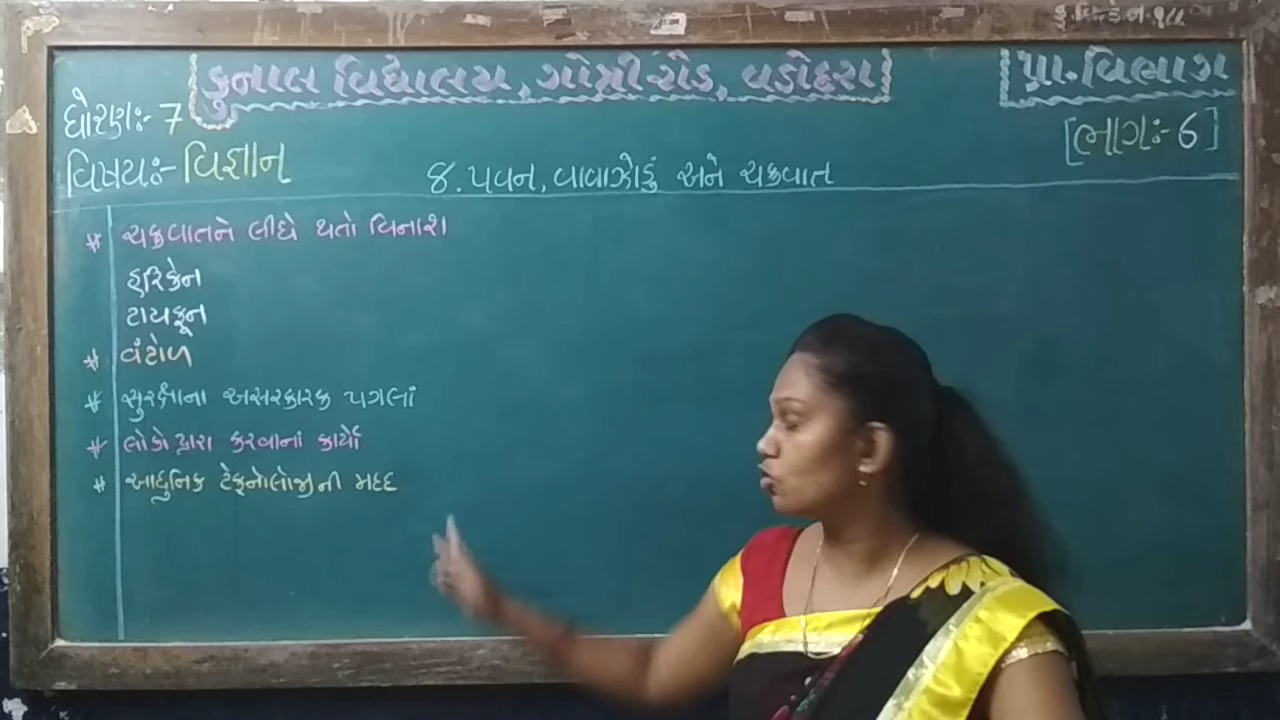 કુનાલ વિદ્યાલય, ગોત્રી-રોડ, વડોદરા
પ્રા. વિભાગ
ધોરણઃ- 7
[ભાગઃ- 6]
વિષયઃ- વિજ્ઞાન
૪. પવન, વાવાઝોડું અને ચક્રવાત
# ચક્રવાતને લીધે થતો વિનાશ
હરિકેન
ટાયફૂન
# વંટોળ
# સુરક્ષાના અસરકારક પગલાં
# લોકો દ્વારા કરવાનાં કાર્યો
# આધુનિક ટેકનોલોજીની મદદ